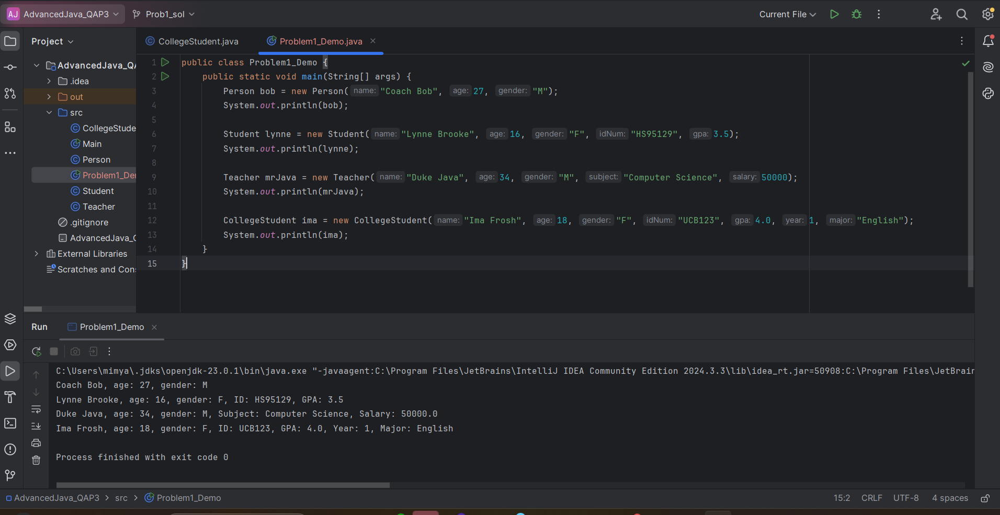 AJ AdvancedJava_QAP3 Prob1_sol Current File
Project
CollegeStudent.java Problem1_Demo.java
AdvancedJava_QA
.idea
out
src
CollegeStude
Main
Person
Problem1_De
Student
Teacher
.gitignore
AdvancedJava_
External Libraries
Scratches and Con
1 public class Problem1_Demo {
2 public static void main(String[] args) {
3 Person bob = new Person( name: "Coach Bob", age: 27, gender: "M");
4 System.out.println(bob);
5
6 Student lynne = new Student( name: "Lynne Brooke", age: 16, gender: "F", idNum: "HS95129", gpa: 3.5);
7 System.out.println(lynne);
8
9 Teacher mrJava = new Teacher( name: "Duke Java", age: 34, gender: "M", subject: "Computer Science", salary: 50000);
10 System.out.println(mrJava);
11
12 CollegeStudent ima = new CollegeStudent( name: "Ima Frosh", age: 18, gender: "F", idNum: "UCB123", gpa: 4.0, year: 1, major: "English");
13 System.out.println(ima);
14 }
15 }
Run Problem1_Demo
C:\Users\mimya\.jdks\openjdk-23.0.1\bin\java.exe "-javaagent:C:\Program Files\JetBrains\IntelliJ IDEA Community Edition 2024.3.3\lib\idea_rt.jar=50908:C:\Program Files\JetBrain
Coach Bob, age: 27, gender: M
Lynne Brooke, age: 16, gender: F, ID: HS95129, GPA: 3.5
Duke Java, age: 34, gender: M, Subject: Computer Science, Salary: 50000.0
Ima Frosh, age: 18, gender: F, ID: UCB123, GPA: 4.0, Year: 1, Major: English
Process finished with exit code 0
AdvancedJava_QAP3 > src > Problem1_Demo 15:2 CRLF UTF-8 4 spaces